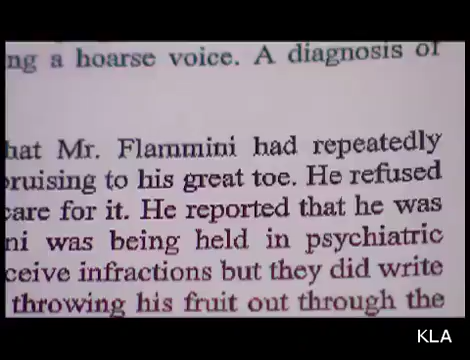 ng a hoarse voice. A diagnosis of
hat Mr. Flammini had repeatedly
ruising to his great toe. He refused
care for it. He reported that he was
ni was being held in psychiatric
ceive infractions but they did write
throwing his fruit out through the
KLA